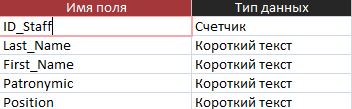 Имя поля Тип данных
ID_Staff Счетчик
Last_Name Короткий текст
First_Name Короткий текст
Patronymic Короткий текст
Position Короткий текст